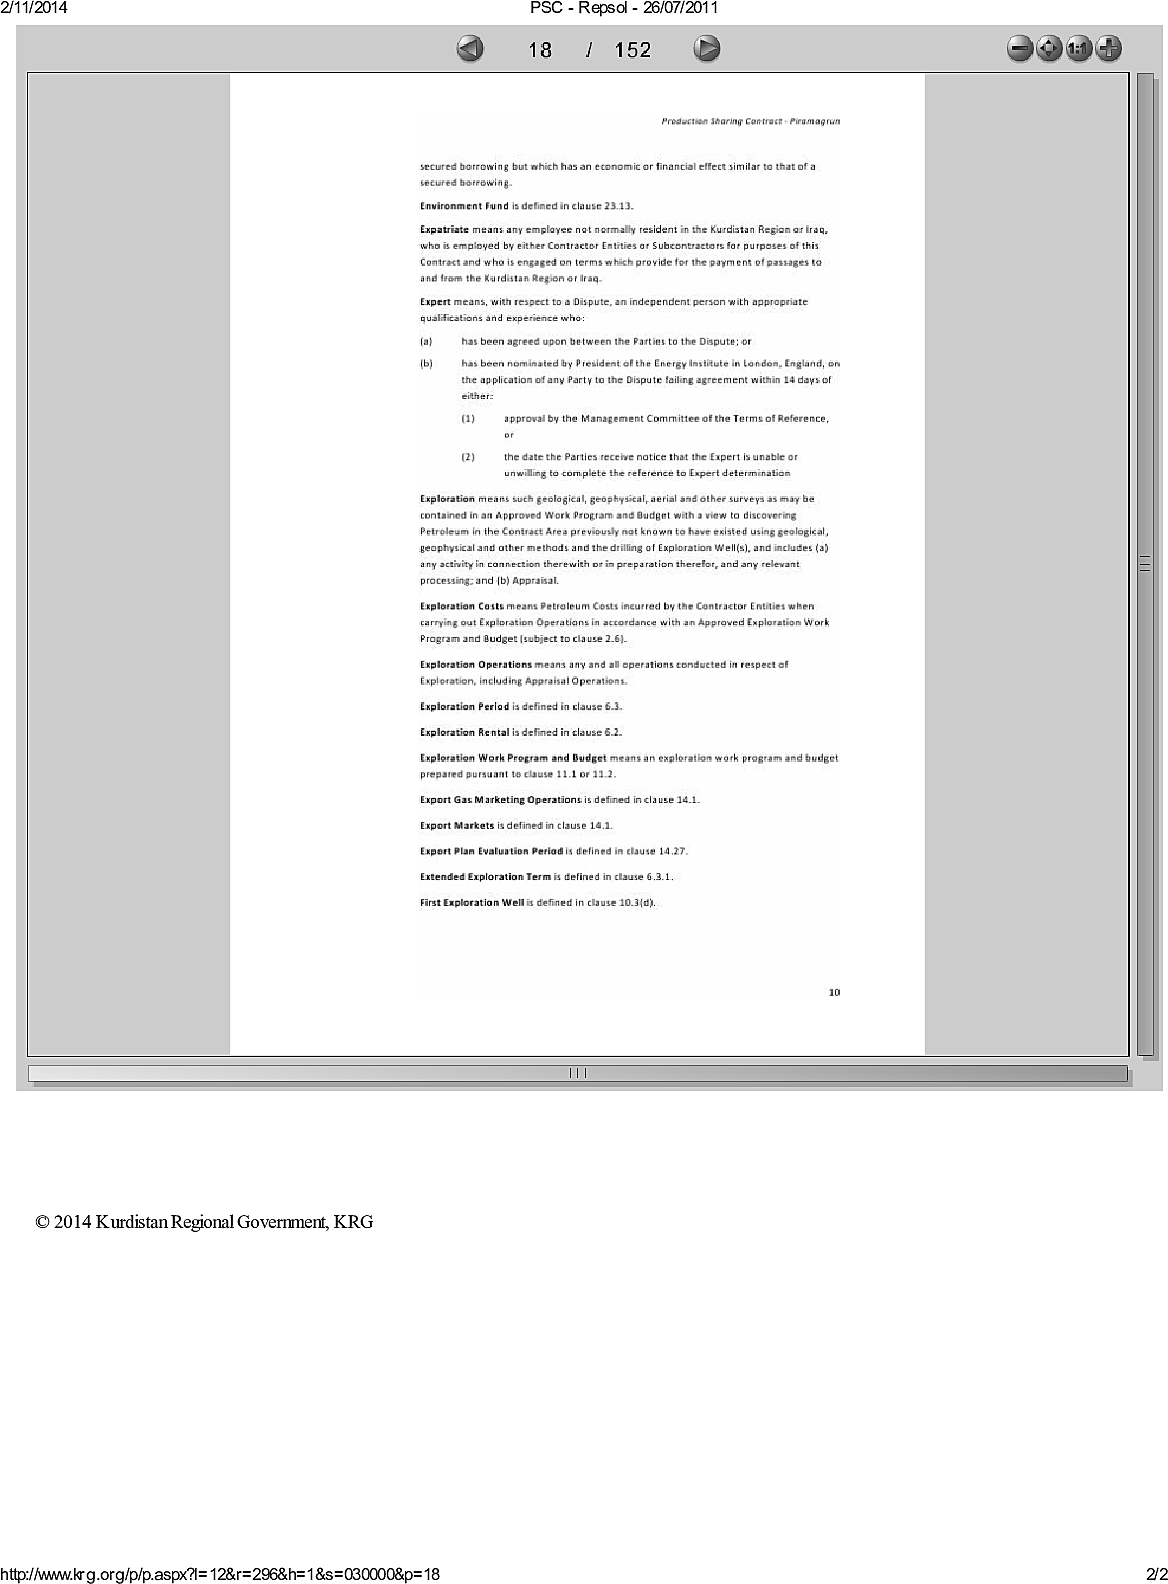 2/11/2014
PSC - Repsol - 26/07/2011
18 / 152
1:1
Production Sharing Contract - Piramagrun
secured borrowing but which has an economic or financial effect similar to that of a
secured borrowing.
Environment Fund is defined in clause 23.13.
Expatriate means any employee not normally resident in the Kurdistan Region or Iraq,
who is employed by either Contractor Entities or Subcontractors for purposes of this
Contract and who is engaged on terms which provide for the payment of passages to
and from the Kurdistan Region or Iraq.
Expert means, with respect to a Dispute, an independent person with appropriate
qualifications and experience who:
(a) has been agreed upon between the Parties to the Dispute; or
(b) has been nominated by President of the Energy Institute in London, England, on
the application of any Party to the Dispute failing agreement within 14 days of
either:
(1) approval by the Management Committee of the Terms of Reference,
or
(2) the date the Parties receive notice that the Expert is unable or
unwilling to complete the reference to Expert determination
Exploration means such geological, geophysical, aerial and other surveys as may be
contained in an Approved Work Program and Budget with a view to discovering
Petroleum in the Contract Area previously not known to have existed using geological,
geophysical and other methods and the drilling of Exploration Well(s), and includes (a)
any activity in connection therewith or in preparation therefor, and any relevant
processing; and (b) Appraisal.
Exploration Costs means Petroleum Costs incurred by the Contractor Entities when
carrying out Exploration Operations in accordance with an Approved Exploration Work
Program and Budget (subject to clause 2.6).
Exploration Operations means any and all operations conducted in respect of
Exploration, including Appraisal Operations.
Exploration Period is defined in clause 6.3.
Exploration Rental is defined in clause 6.2.
Exploration Work Program and Budget means an exploration work program and budget
prepared pursuant to clause 11.1 or 11.2.
Export Gas Marketing Operations is defined in clause 14.1.
Export Markets is defined in clause 14.1.
Export Plan Evaluation Period is defined in clause 14.27.
Extended Exploration Term is defined in clause 6.3.1.
First Exploration Well is defined in clause 10.3(d).
10
© 2014 Kurdistan Regional Government, KRG
http://www.krg.org/p/p.aspx?l=12&r=296&h=1&s=030000&p=18
2/2